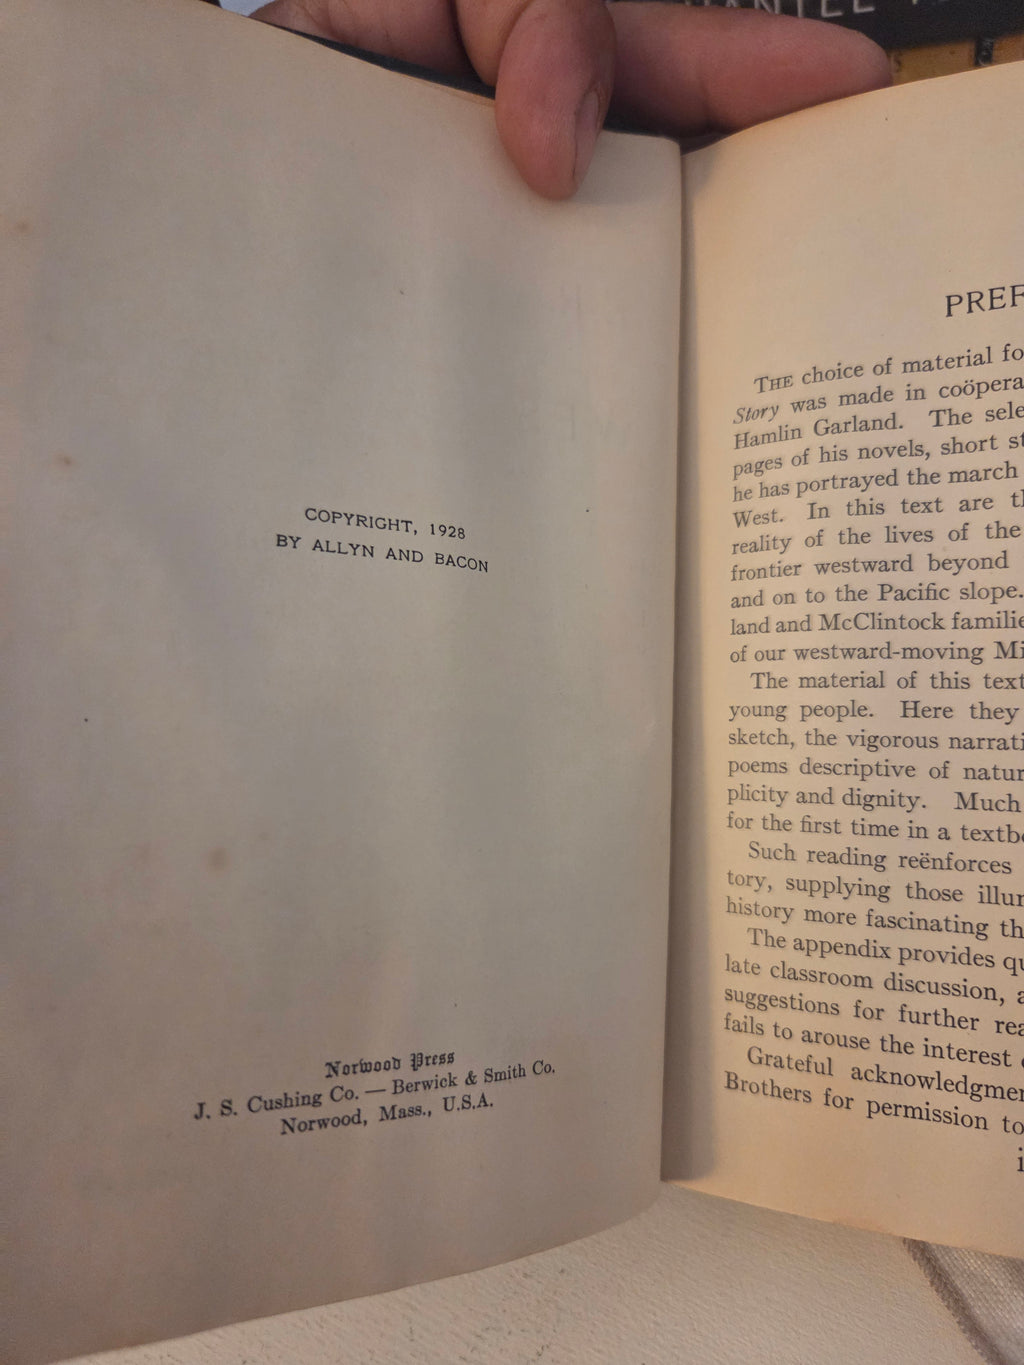 COPYRIGHT, 1928
BY ALLYN AND BACON
Norwood Press
J. S. Cushing Co. — Berwick & Smith Co.
Norwood, Mass., U.S.A.
PREF
THE choice of material fo
Story was made in coöpera
Hamlin Garland. The sele
pages of his novels, short st
he has portrayed the march
West. In this text are th
reality of the lives of the
frontier westward beyond
and on to the Pacific slope.
land and McClintock familie
of our westward-moving Mi
The material of this text
young people. Here they
sketch, the vigorous narrati
poems descriptive of natur
plicity and dignity. Much
for the first time in a textbo
Such reading reënforces
tory, supplying those illum
history more fascinating th
The appendix provides qu
late classroom discussion, a
suggestions for further rea
fails to arouse the interest
Grateful acknowledgmen
Brothers for permission to